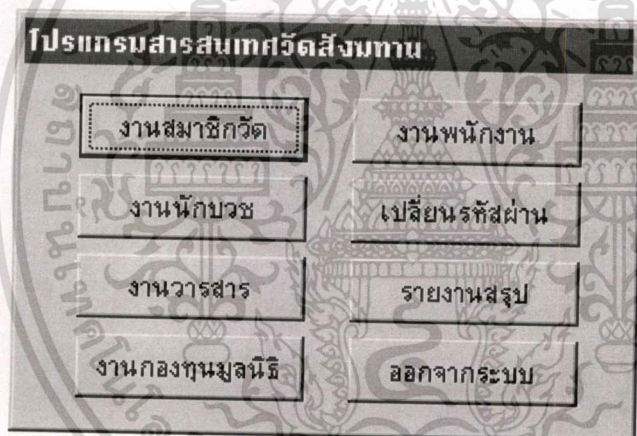 โปรแกรมสารสนเทศวัดสังฆทาน
งานสมาชิกวัด
งานพนักงาน
งานนักบวช
เปลี่ยนรหัสผ่าน
งานวารสาร
รายงานสรุป
งานกองทุนมูลนิธิ
ออกจากระบบ